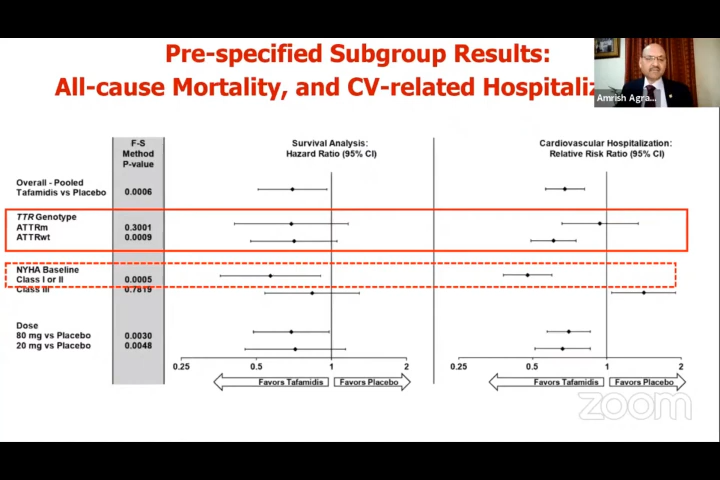 Pre-specified Subgroup Results:
All-cause Mortality, and CV-related
Amrish Agra...
F-S
Method
P-value
Survival Analysis:
Hazard Ratio (95% CI)
Cardiovascular Hospitalization:
Relative Risk Ratio (95% CI)
Overall - Pooled
Tafamidis vs Placebo 0.0006
TTR Genotype
ATTRm 0.3001
ATTRwt 0.0009
NYHA Baseline
Class I or II 0.0005
Class III 0.7819
Dose
80 mg vs Placebo 0.0030
20 mg vs Placebo 0.0048
0.25 0.5 1 2
0.25 0.5 1 2
Favors Tafamidis Favors Placebo
Favors Tafamidis Favors Placebo
zoom